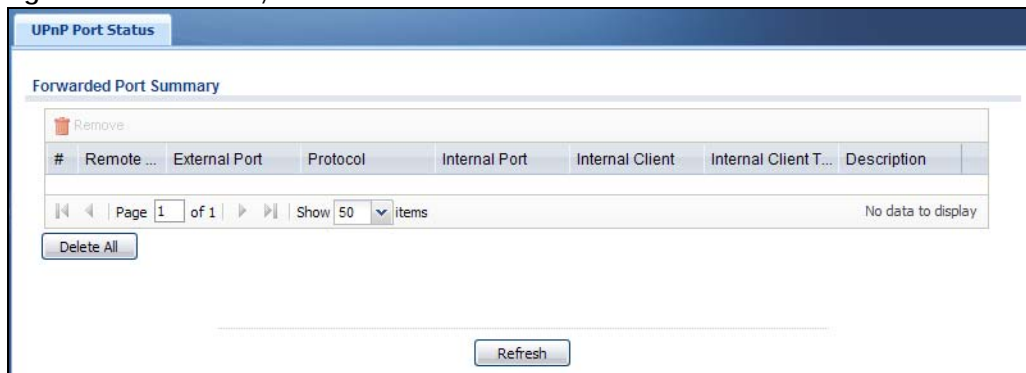 UPnP Port Status
Forwarded Port Summary
Remove
# Remote ... External Port Protocol Internal Port Internal Client Internal Client T... Description
Page 1 of 1 Show 50 items No data to display
Delete All
Refresh